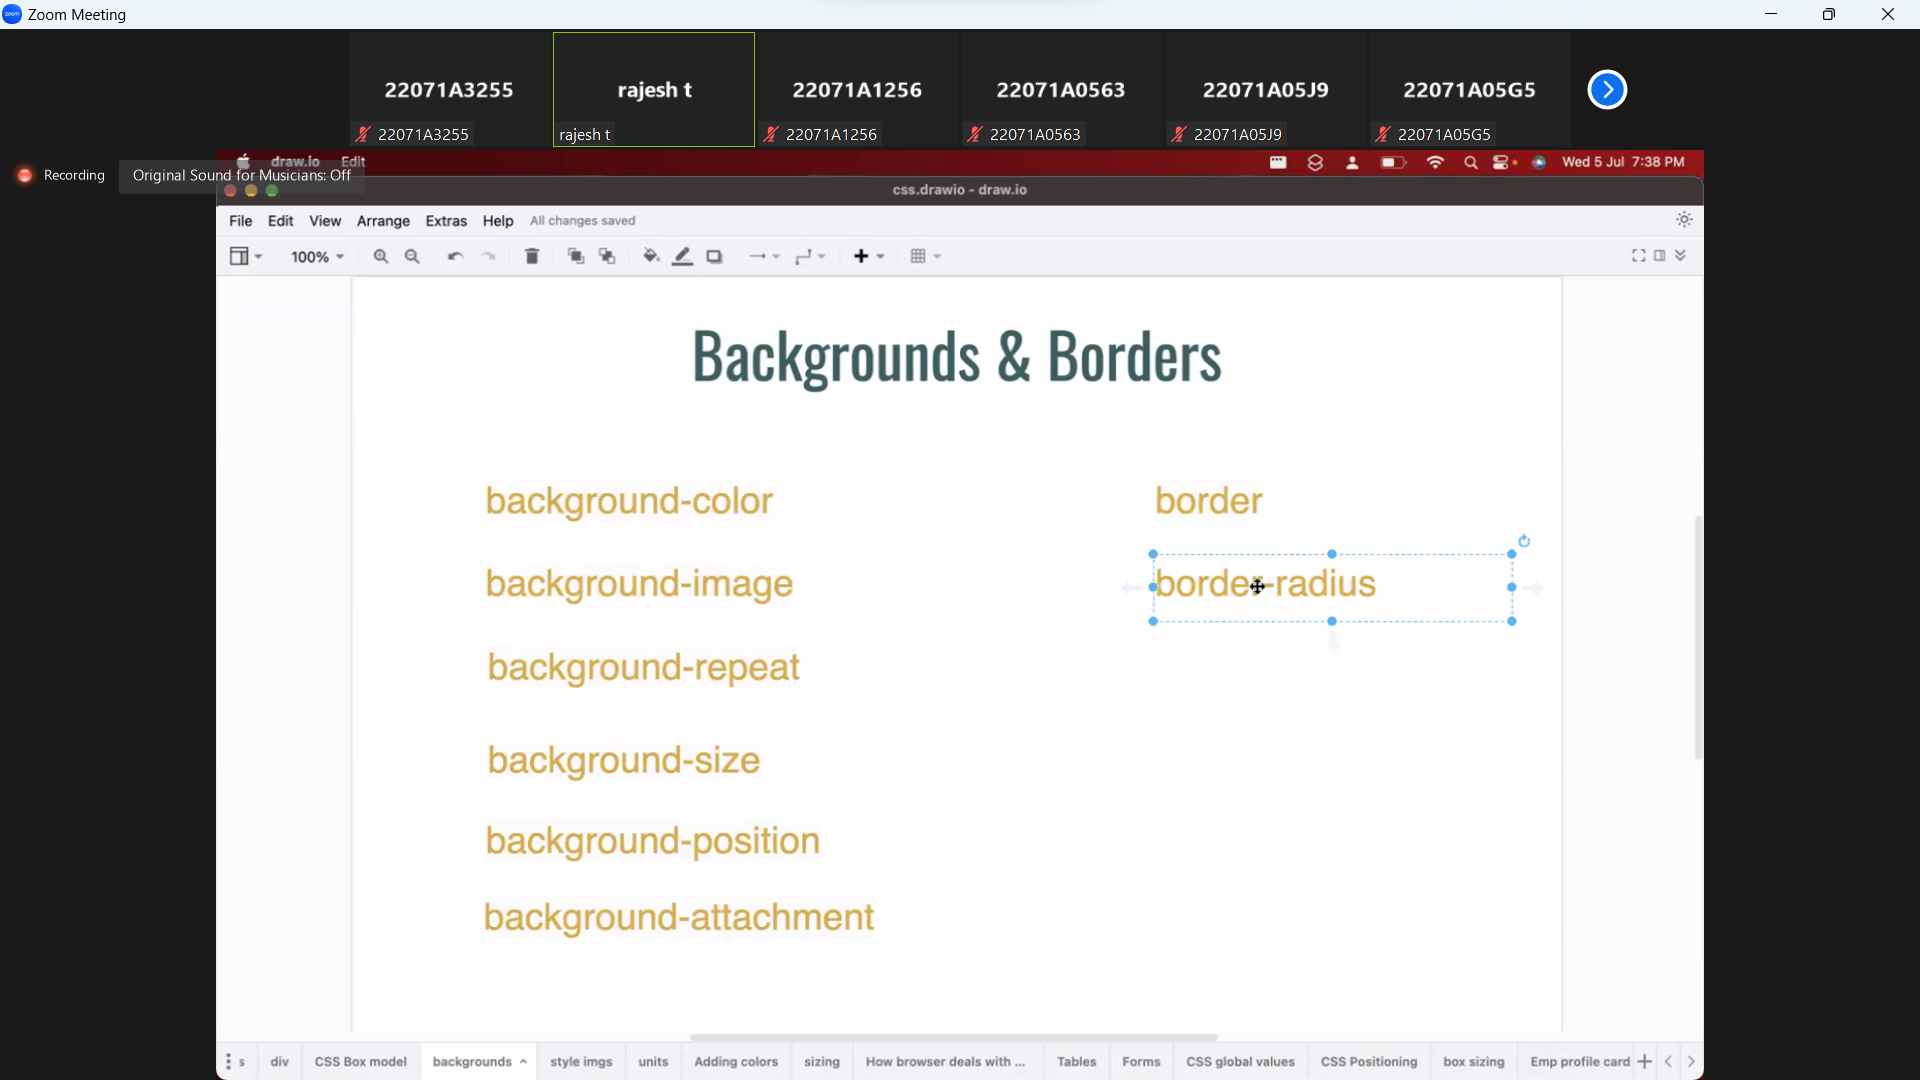 Zoom Meeting
22071A3255 rajesh t 22071A1256 22071A0563 22071A05J9 22071A05G5
22071A3255 rajesh t 22071A1256 22071A0563 22071A05J9 22071A05G5
draw.io Edit Wed 5 Jul 7:38 PM
Recording Original Sound for Musicians: Off
css.drawio - draw.io
File Edit View Arrange Extras Help All changes saved
100%
Backgrounds & Borders
background-color border
background-image border-radius
background-repeat
background-size
background-position
background-attachment
s div CSS Box model backgrounds style imgs units Adding colors sizing How browser deals with ... Tables Forms CSS global values CSS Positioning box sizing Emp profile card